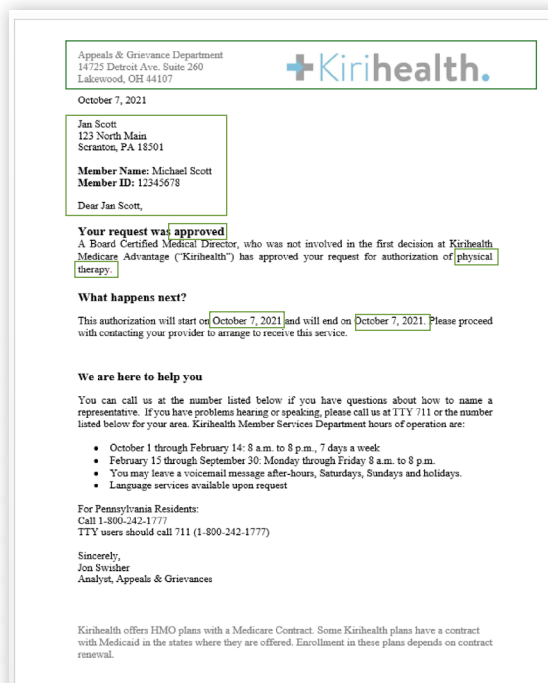 Appeals & Grievance Department
14725 Detroit Ave. Suite 260
Lakewood, OH 44107
Kirihealth.
October 7, 2021
Jan Scott
123 North Main
Scranton, PA 18501
Member Name: Michael Scott
Member ID: 12345678
Dear Jan Scott,
Your request was approved
A Board Certified Medical Director, who was not involved in the first decision at Kirihealth
Medicare Advantage (“Kirihealth”) has approved your request for authorization of physical
therapy.
What happens next?
This authorization will start on October 7, 2021 and will end on October 7, 2021. Please proceed
with contacting your provider to arrange to receive this service.
We are here to help you
You can call us at the number listed below if you have questions about how to name a
representative. If you have problems hearing or speaking, please call us at TTY 711 or the number
listed below for your area. Kirihealth Member Services Department hours of operation are:
• October 1 through February 14: 8 a.m. to 8 p.m., 7 days a week
• February 15 through September 30: Monday through Friday 8 a.m. to 8 p.m.
• You may leave a voicemail message after-hours, Saturdays, Sundays and holidays.
• Language services available upon request
For Pennsylvania Residents:
Call 1-800-242-1777
TTY users should call 711 (1-800-242-1777)
Sincerely,
Jon Swisher
Analyst, Appeals & Grievances
Kirihealth offers HMO plans with a Medicare Contract. Some Kirihealth plans have a contract
with Medicaid in the states where they are offered. Enrollment in these plans depends on contract
renewal.